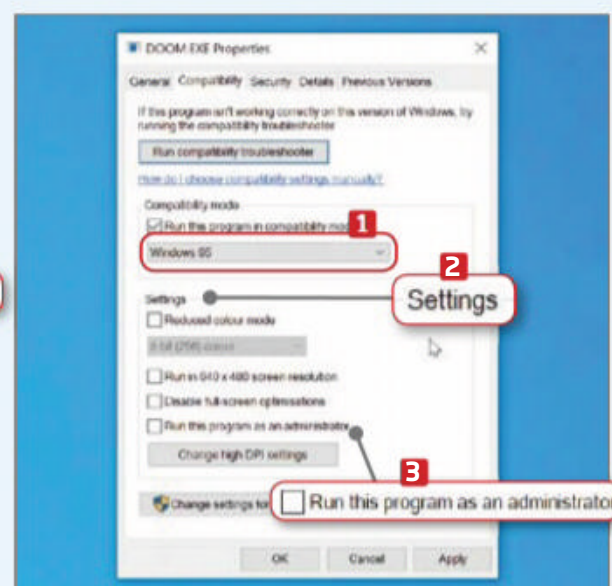 DOOM.EXE Properties
General Compatibility Security Details Previous Versions
If this program isn't working correctly on this version of Windows, try
running the compatibility troubleshooter
Run compatibility troubleshooter
How do I choose compatibility settings manually?
Compatibility mode
Run this program in compatibility mod
1
Windows 95
2
Settings
Settings
Reduced colour mode
8-bit (256) colour
Run in 640 x 480 screen resolution
Disable full-screen optimisations
Run this program as an administrator
Change high DPI settings
3
Change settings for
Run this program as an administrator
OK Cancel Apply